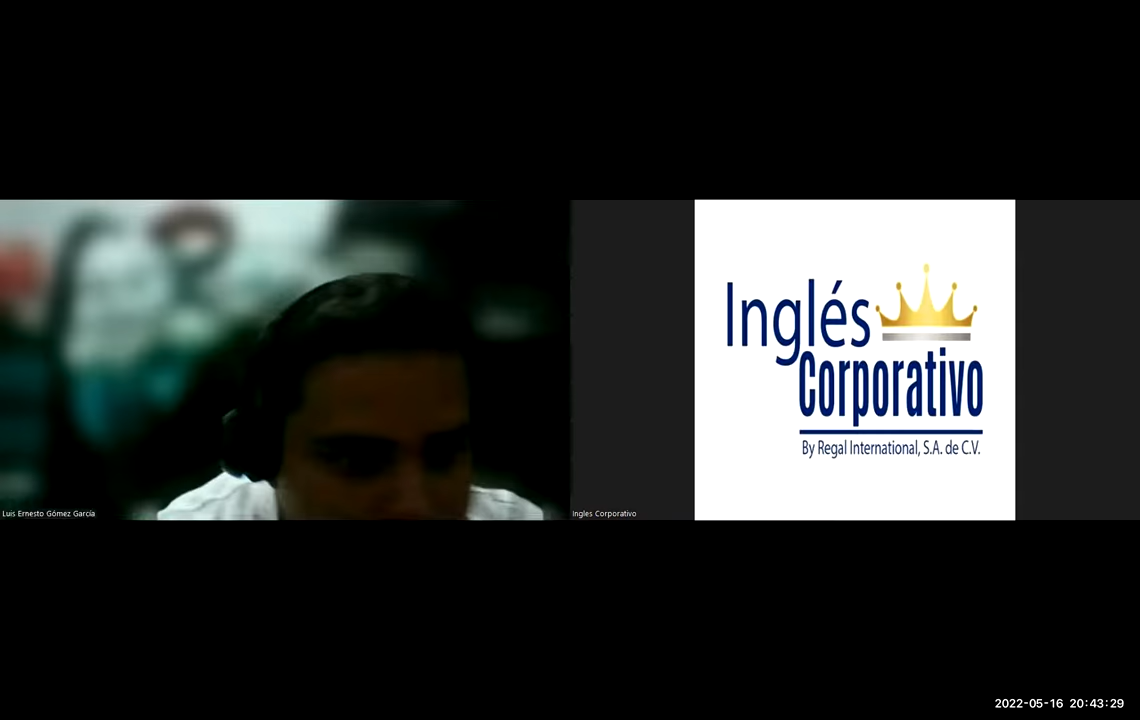 Inglés
Corporativo
By Regal International, S.A. de C.V.
Luis Ernesto Gómez García
Ingles Corporativo
2022-05-16 20:43:29